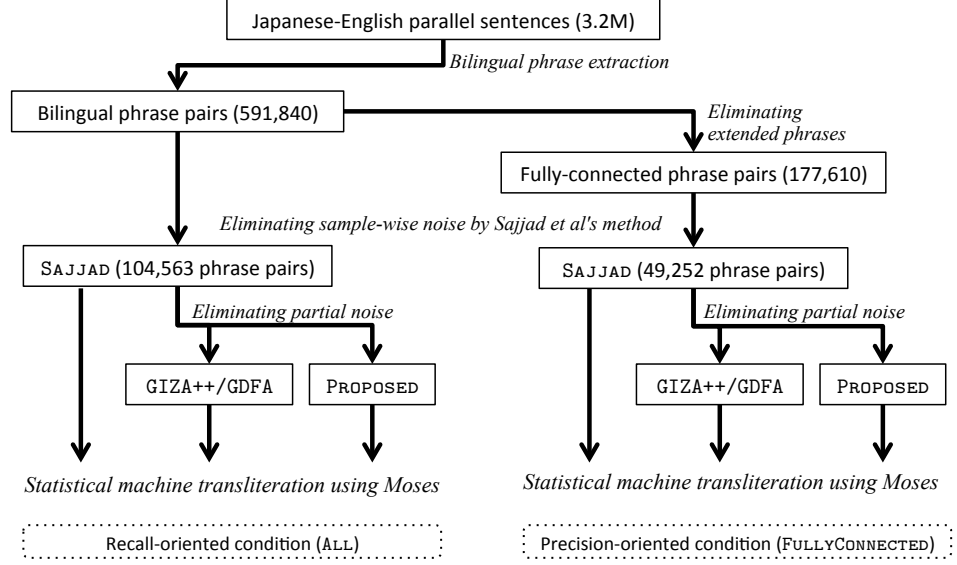 Japanese-English parallel sentences (3.2M)
Bilingual phrase extraction
Bilingual phrase pairs (591,840)
Eliminating
extended phrases
Fully-connected phrase pairs (177,610)
Eliminating sample-wise noise by Sajjad et al's method
SAJJAD (104,563 phrase pairs)
SAJJAD (49,252 phrase pairs)
Eliminating partial noise
Eliminating partial noise
GIZA++/GDFA
PROPOSED
GIZA++/GDFA
PROPOSED
Statistical machine transliteration using Moses
Statistical machine transliteration using Moses
Recall-oriented condition (ALL)
Precision-oriented condition (FULLYCONNECTED)